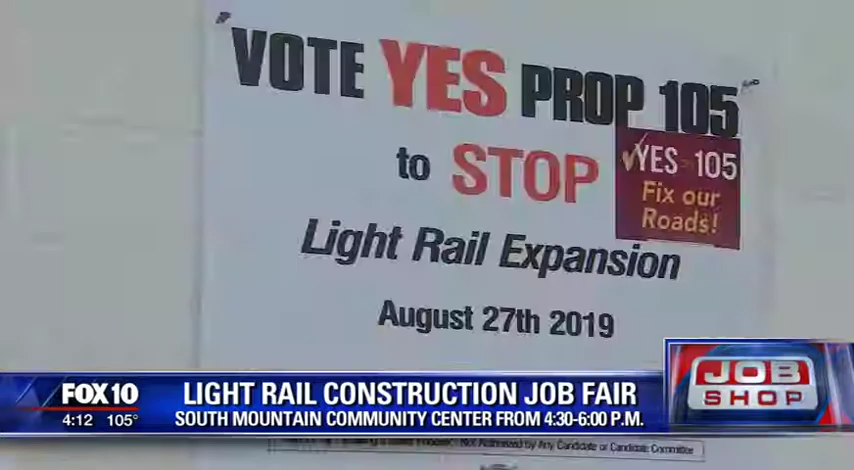 VOTE YES PROP 105
to STOP
✓YES 105
Fix our
Roads!
Light Rail Expansion
August 27th 2019
FOX 10
4:12 105°
LIGHT RAIL CONSTRUCTION JOB FAIR
SOUTH MOUNTAIN COMMUNITY CENTER FROM 4:30-6:00 P.M.
JOB
SHOP
Not Authorized by Any Candidate or Candidate Committee